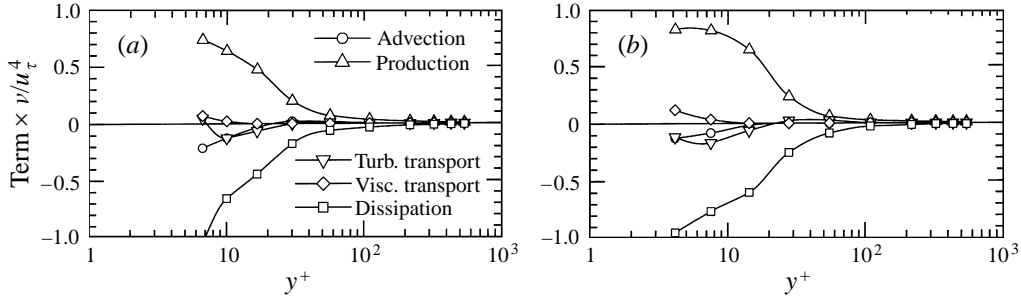 1.0
(a)
Advection
Production
0.5
0
Term × ν/u_τ^4
−0.5
Turb. transport
Visc. transport
Dissipation
−1.0
1 10 10^2 10^3
y^+
1.0
(b)
0.5
0
−0.5
−1.0
1 10 10^2 10^3
y^+